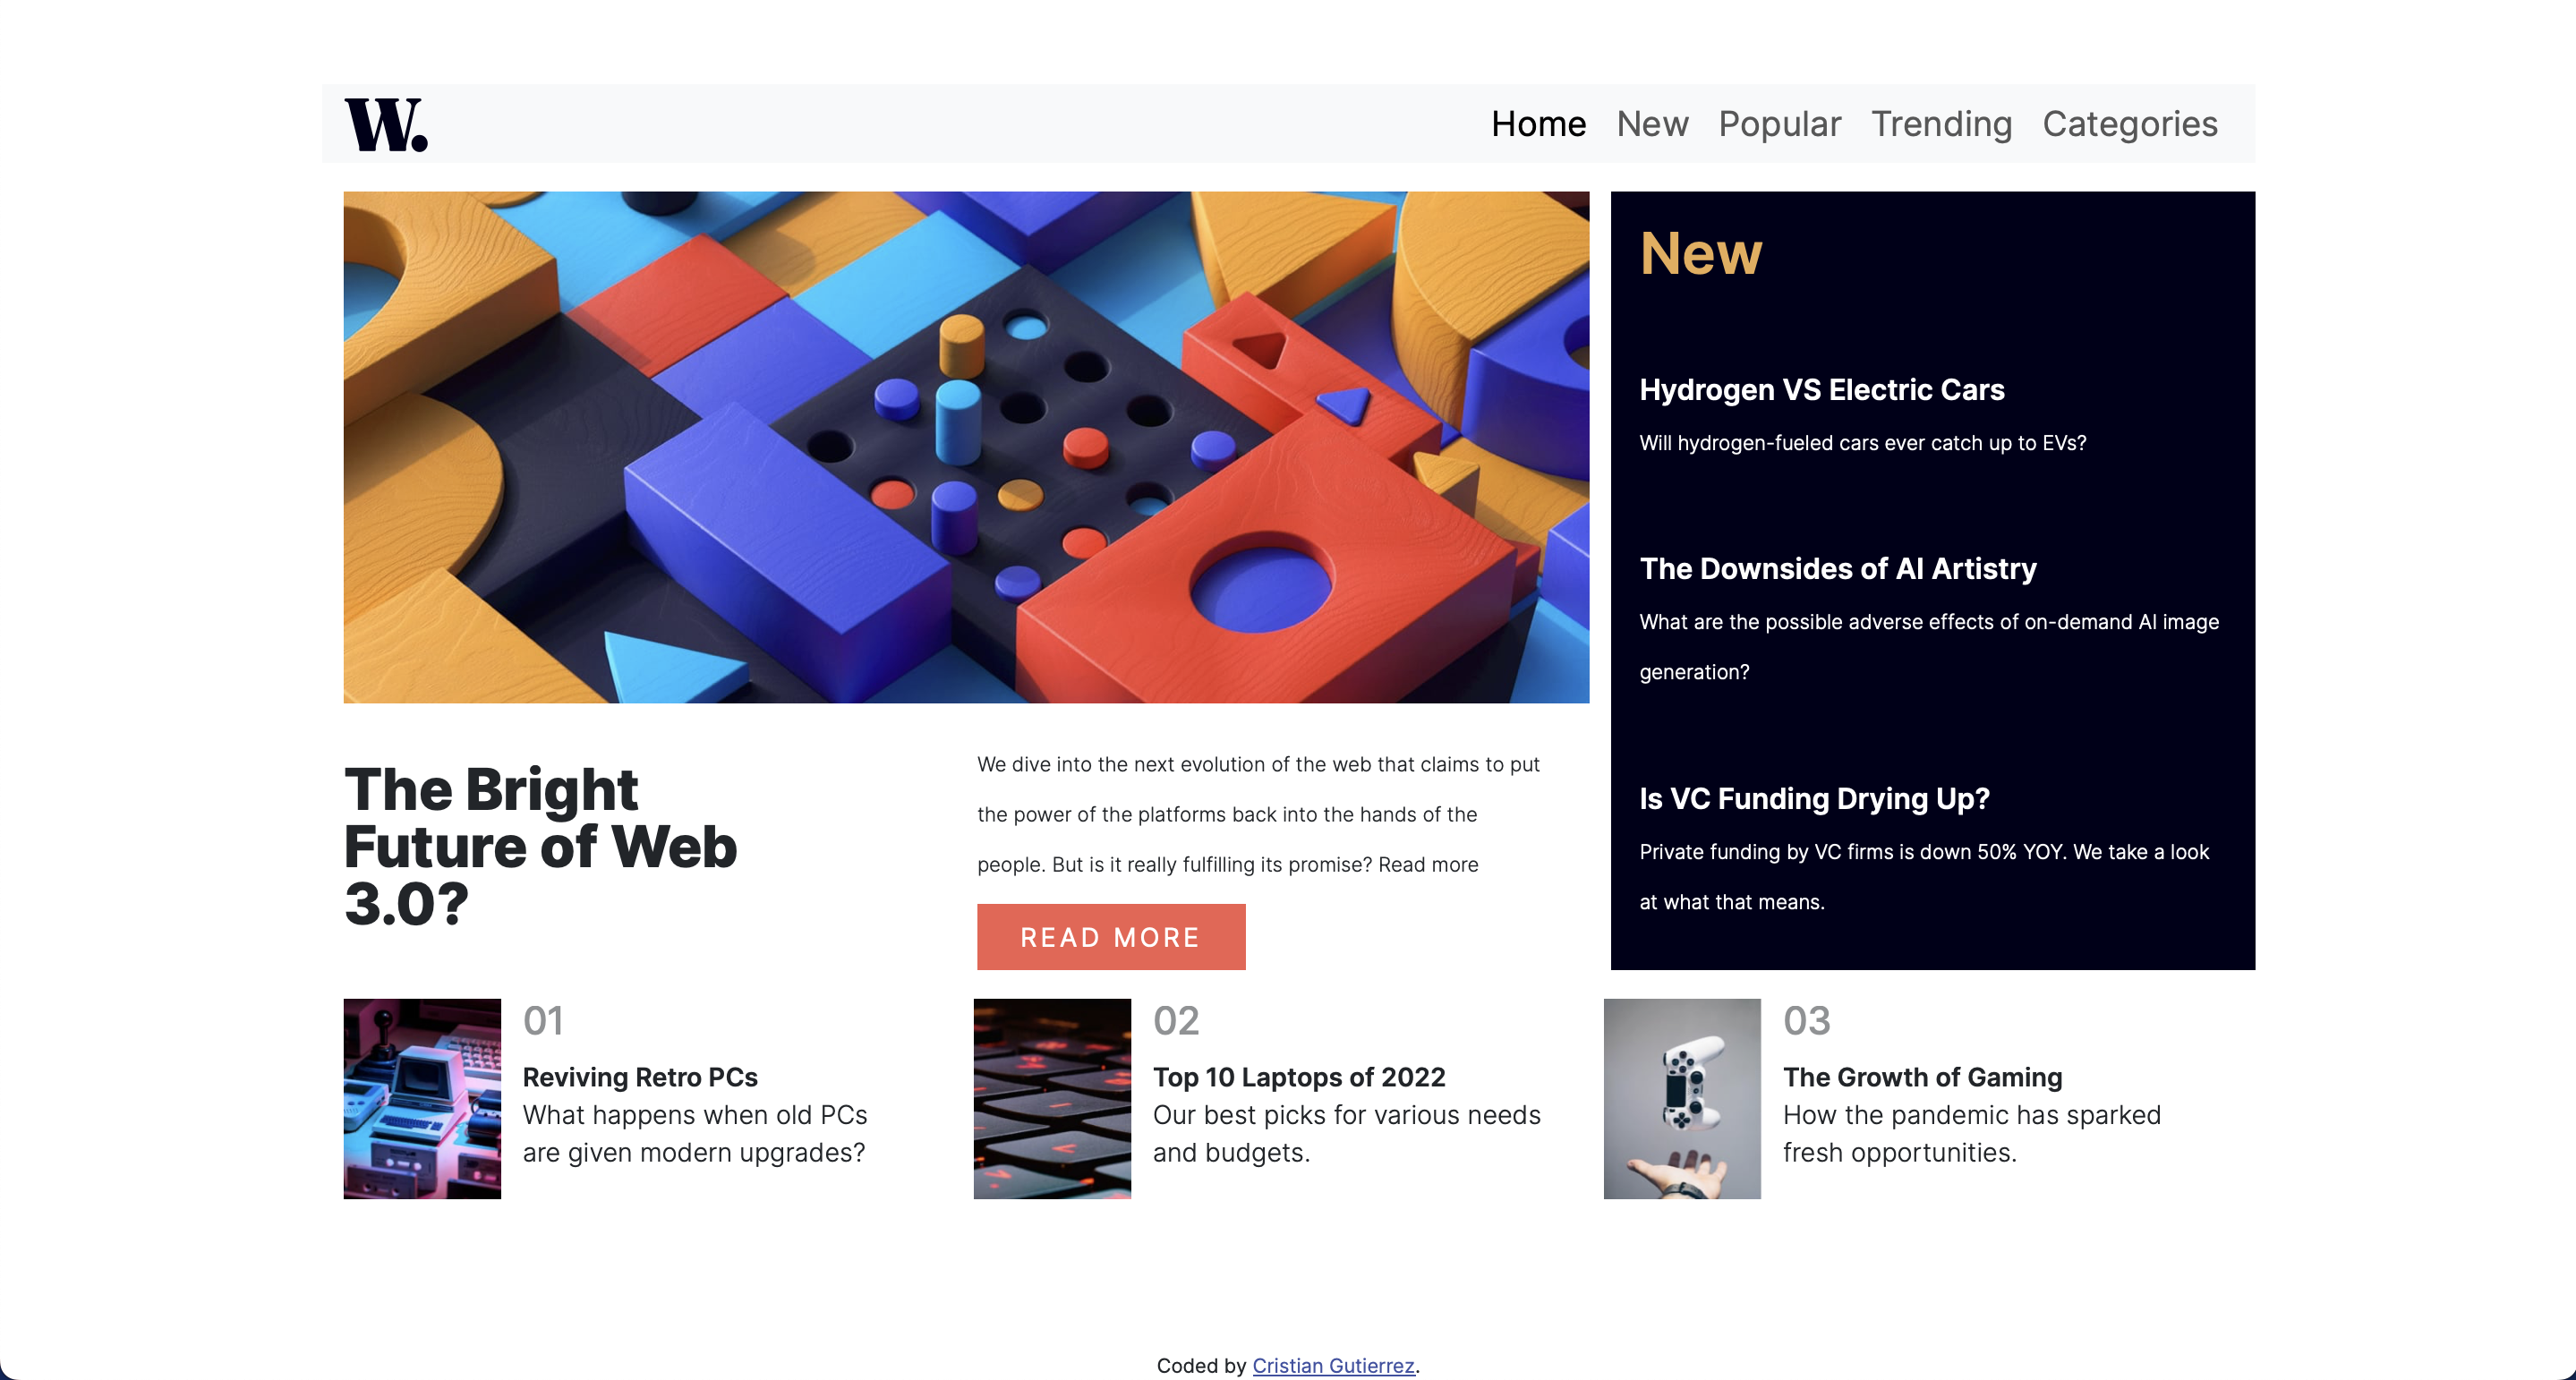 W.
Home New Popular Trending Categories
New
Hydrogen VS Electric Cars
Will hydrogen-fueled cars ever catch up to EVs?
The Downsides of AI Artistry
What are the possible adverse effects of on-demand AI image
generation?
Is VC Funding Drying Up?
Private funding by VC firms is down 50% YOY. We take a look
at what that means.
The Bright
Future of Web
3.0?
We dive into the next evolution of the web that claims to put
the power of the platforms back into the hands of the
people. But is it really fulfilling its promise? Read more
READ MORE
01
Reviving Retro PCs
What happens when old PCs
are given modern upgrades?
02
Top 10 Laptops of 2022
Our best picks for various needs
and budgets.
03
The Growth of Gaming
How the pandemic has sparked
fresh opportunities.
Coded by Cristian Gutierrez.